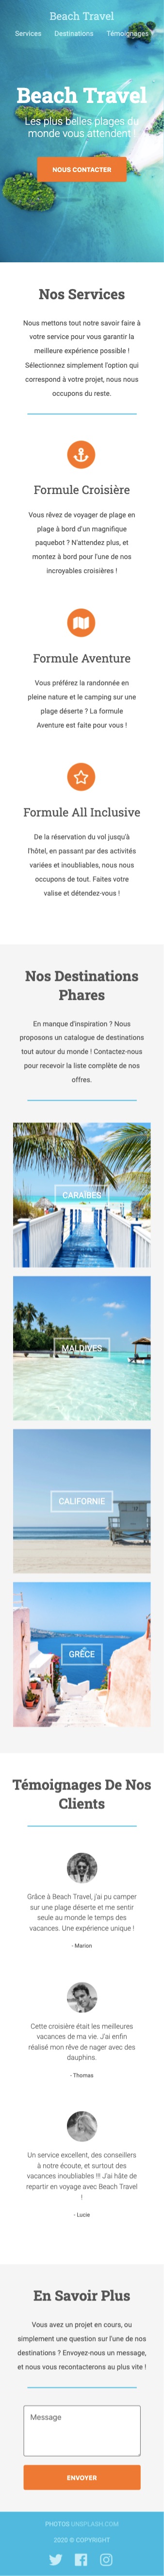 Beach Travel
Services Destinations Témoignages
Beach Travel
Les plus belles plages du
monde vous attendent !
NOUS CONTACTER
Nos Services
Nous mettons tout notre savoir faire à
votre service pour vous garantir la
meilleure expérience possible !
Sélectionnez simplement l'option qui
correspond à votre projet, nous nous
occupons du reste.
Formule Croisière
Vous rêvez de voyager de plage en
plage à bord d'un magnifique
paquebot ? N'attendez plus, et
montez à bord pour l'une de nos
incroyables croisières !
Formule Aventure
Vous préférez la randonnée en
pleine nature et le camping sur une
plage déserte ? La formule
Aventure est faite pour vous !
Formule All Inclusive
De la réservation du vol jusqu'à
l'hôtel, en passant par des activités
variées et inoubliables, nous nous
occupons de tout. Faites votre
valise et détendez-vous !
Nos Destinations
Phares
En manque d'inspiration ? Nous
proposons un catalogue de destinations
tout autour du monde ! Contactez-nous
pour recevoir la liste complète de nos
offres.
CARAÏBES
MALDIVES
CALIFORNIE
GRÈCE
Témoignages De Nos
Clients
Grâce à Beach Travel, j'ai pu camper
sur une plage déserte et me sentir
seule au monde le temps des
vacances. Une expérience unique !
- Marion
Cette croisière était les meilleures
vacances de ma vie. J'ai enfin
réalisé mon rêve de nager avec des
dauphins.
- Thomas
Un service excellent, des conseillers
à notre écoute, et surtout des
vacances inoubliables !!! J'ai hâte de
repartir en voyage avec Beach Travel
!
- Lucie
En Savoir Plus
Vous avez un projet en cours, ou
simplement une question sur l'une de nos
destinations ? Envoyez-nous un message,
et nous vous recontacterons au plus vite !
Message
ENVOYER
PHOTOS UNSPLASH.COM
2020 © COPYRIGHT